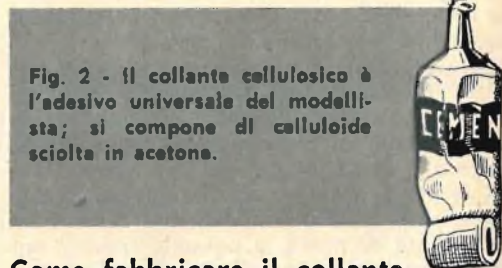 Fig. 2 - Il collante cellulosico è
l'adesivo universale del modelli-
sta; si compone di celluloide
sciolta in acetone.
CEMEN
Come fabbricare il collante